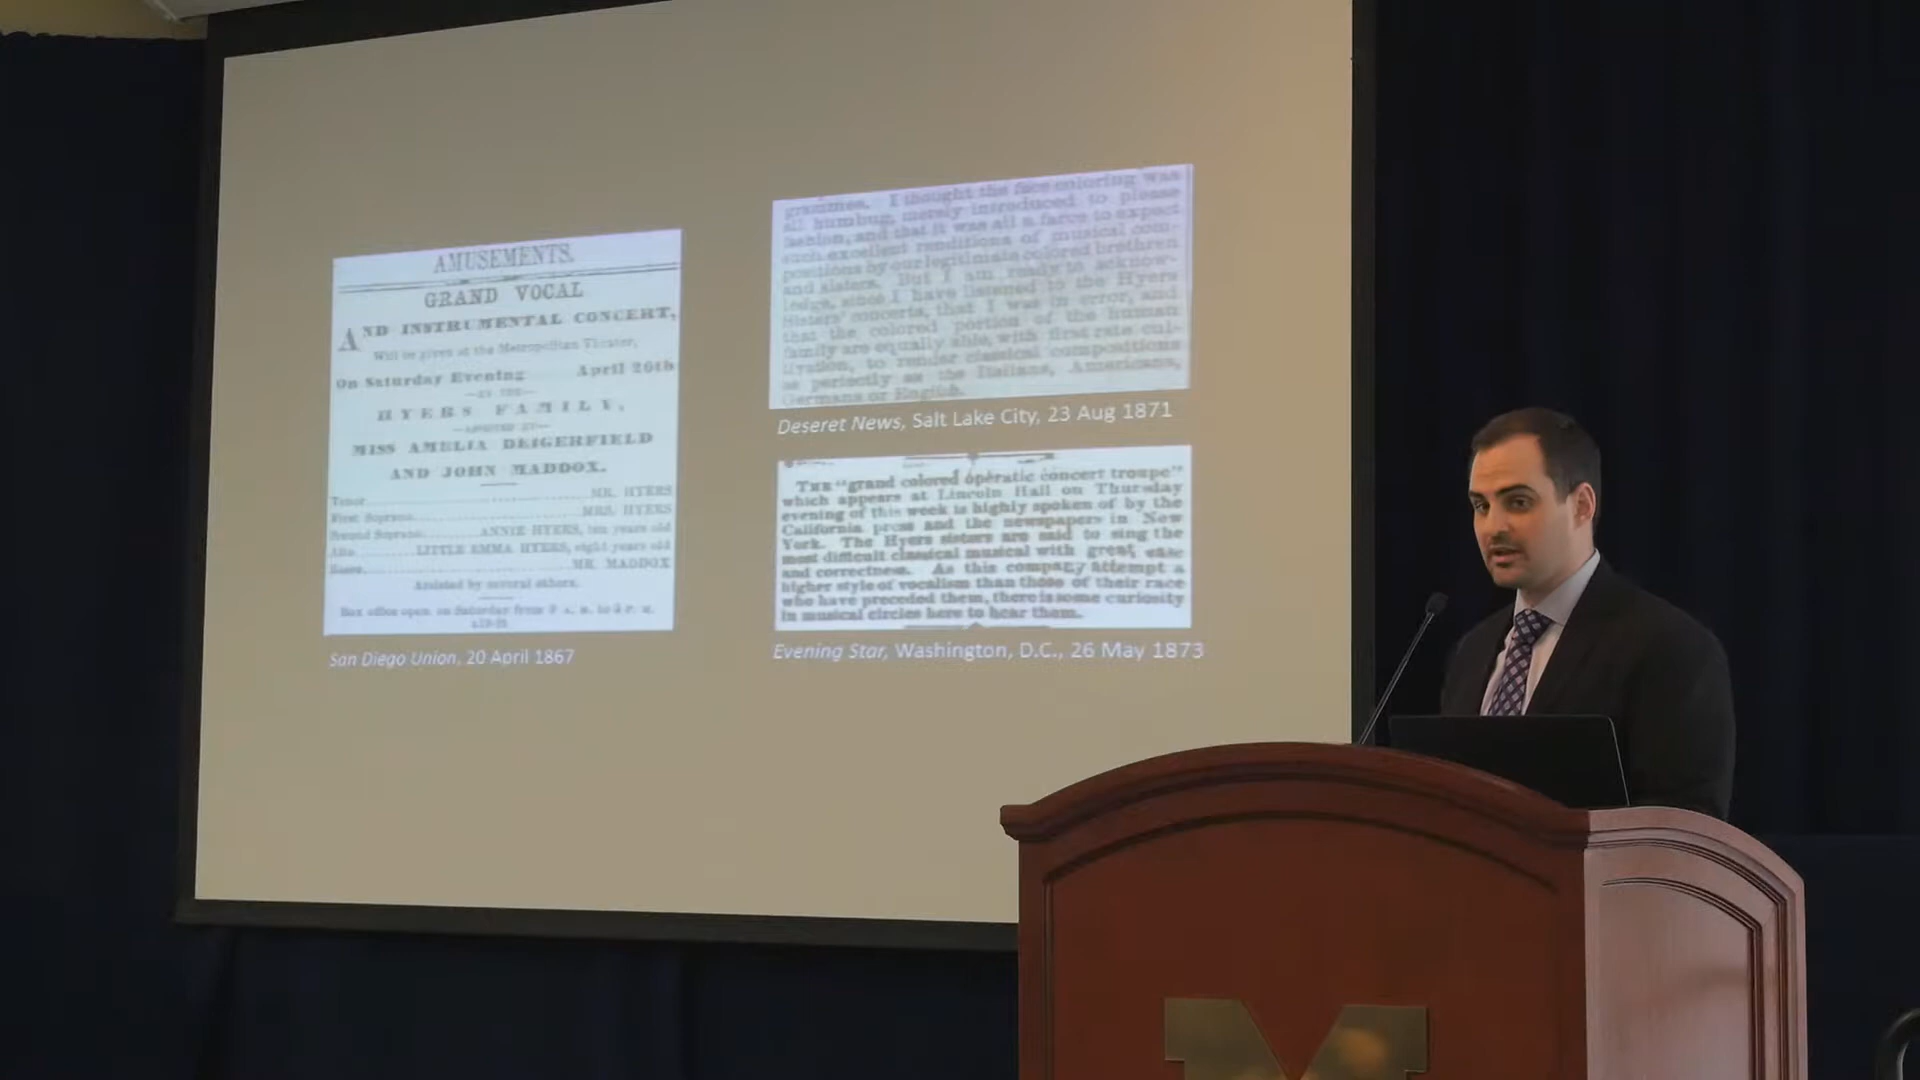 AMUSEMENTS.
GRAND VOCAL
AND INSTRUMENTAL CONCERT,
Will be given at the Metropolitan Theater,
On Saturday Evening April 20th
—BY THE—
HYERS FAMILY,
—ASSISTED BY—
MISS AMELIA DEIGERFIELD
AND JOHN MADDOX.
Tenor MR. HYERS
First Soprano MRS. HYERS
Second Soprano ANNIE HYERS, ten years old
Alto LITTLE EMMA HYERS, eight years old
Basso MR. MADDOX
Assisted by several others.
Box office open on Saturday from
San Diego Union, 20 April 1867
grammes. I thought the face coloring was
all humbug, merely introduced to please
fashion, and that it was all a farce to expect
such excellent renditions of musical com-
positions by our legitimate colored brethren
and sisters. But I am ready to acknow-
ledge, since I have listened to the Hyers
Sisters' concerts, that I was in error, and
that the colored portion of the human
family are equally able, with first rate cul-
tivation, to render classical compositions
as perfectly as the Italians, Americans,
Germans or English.
Deseret News, Salt Lake City, 23 Aug 1871
THE "grand colored operatic concert troupe"
which appears at Lincoln Hall on Thursday
evening of this week is highly spoken of by the
California press and the newspapers in New
York. The Hyers sisters are said to sing the
most difficult classical musical with great ease
and correctness. As this company attempt a
higher style of vocalism than those of their race
who have preceded them, there is some curiosity
in musical circles here to hear them.
Evening Star, Washington, D.C., 26 May 1873
M